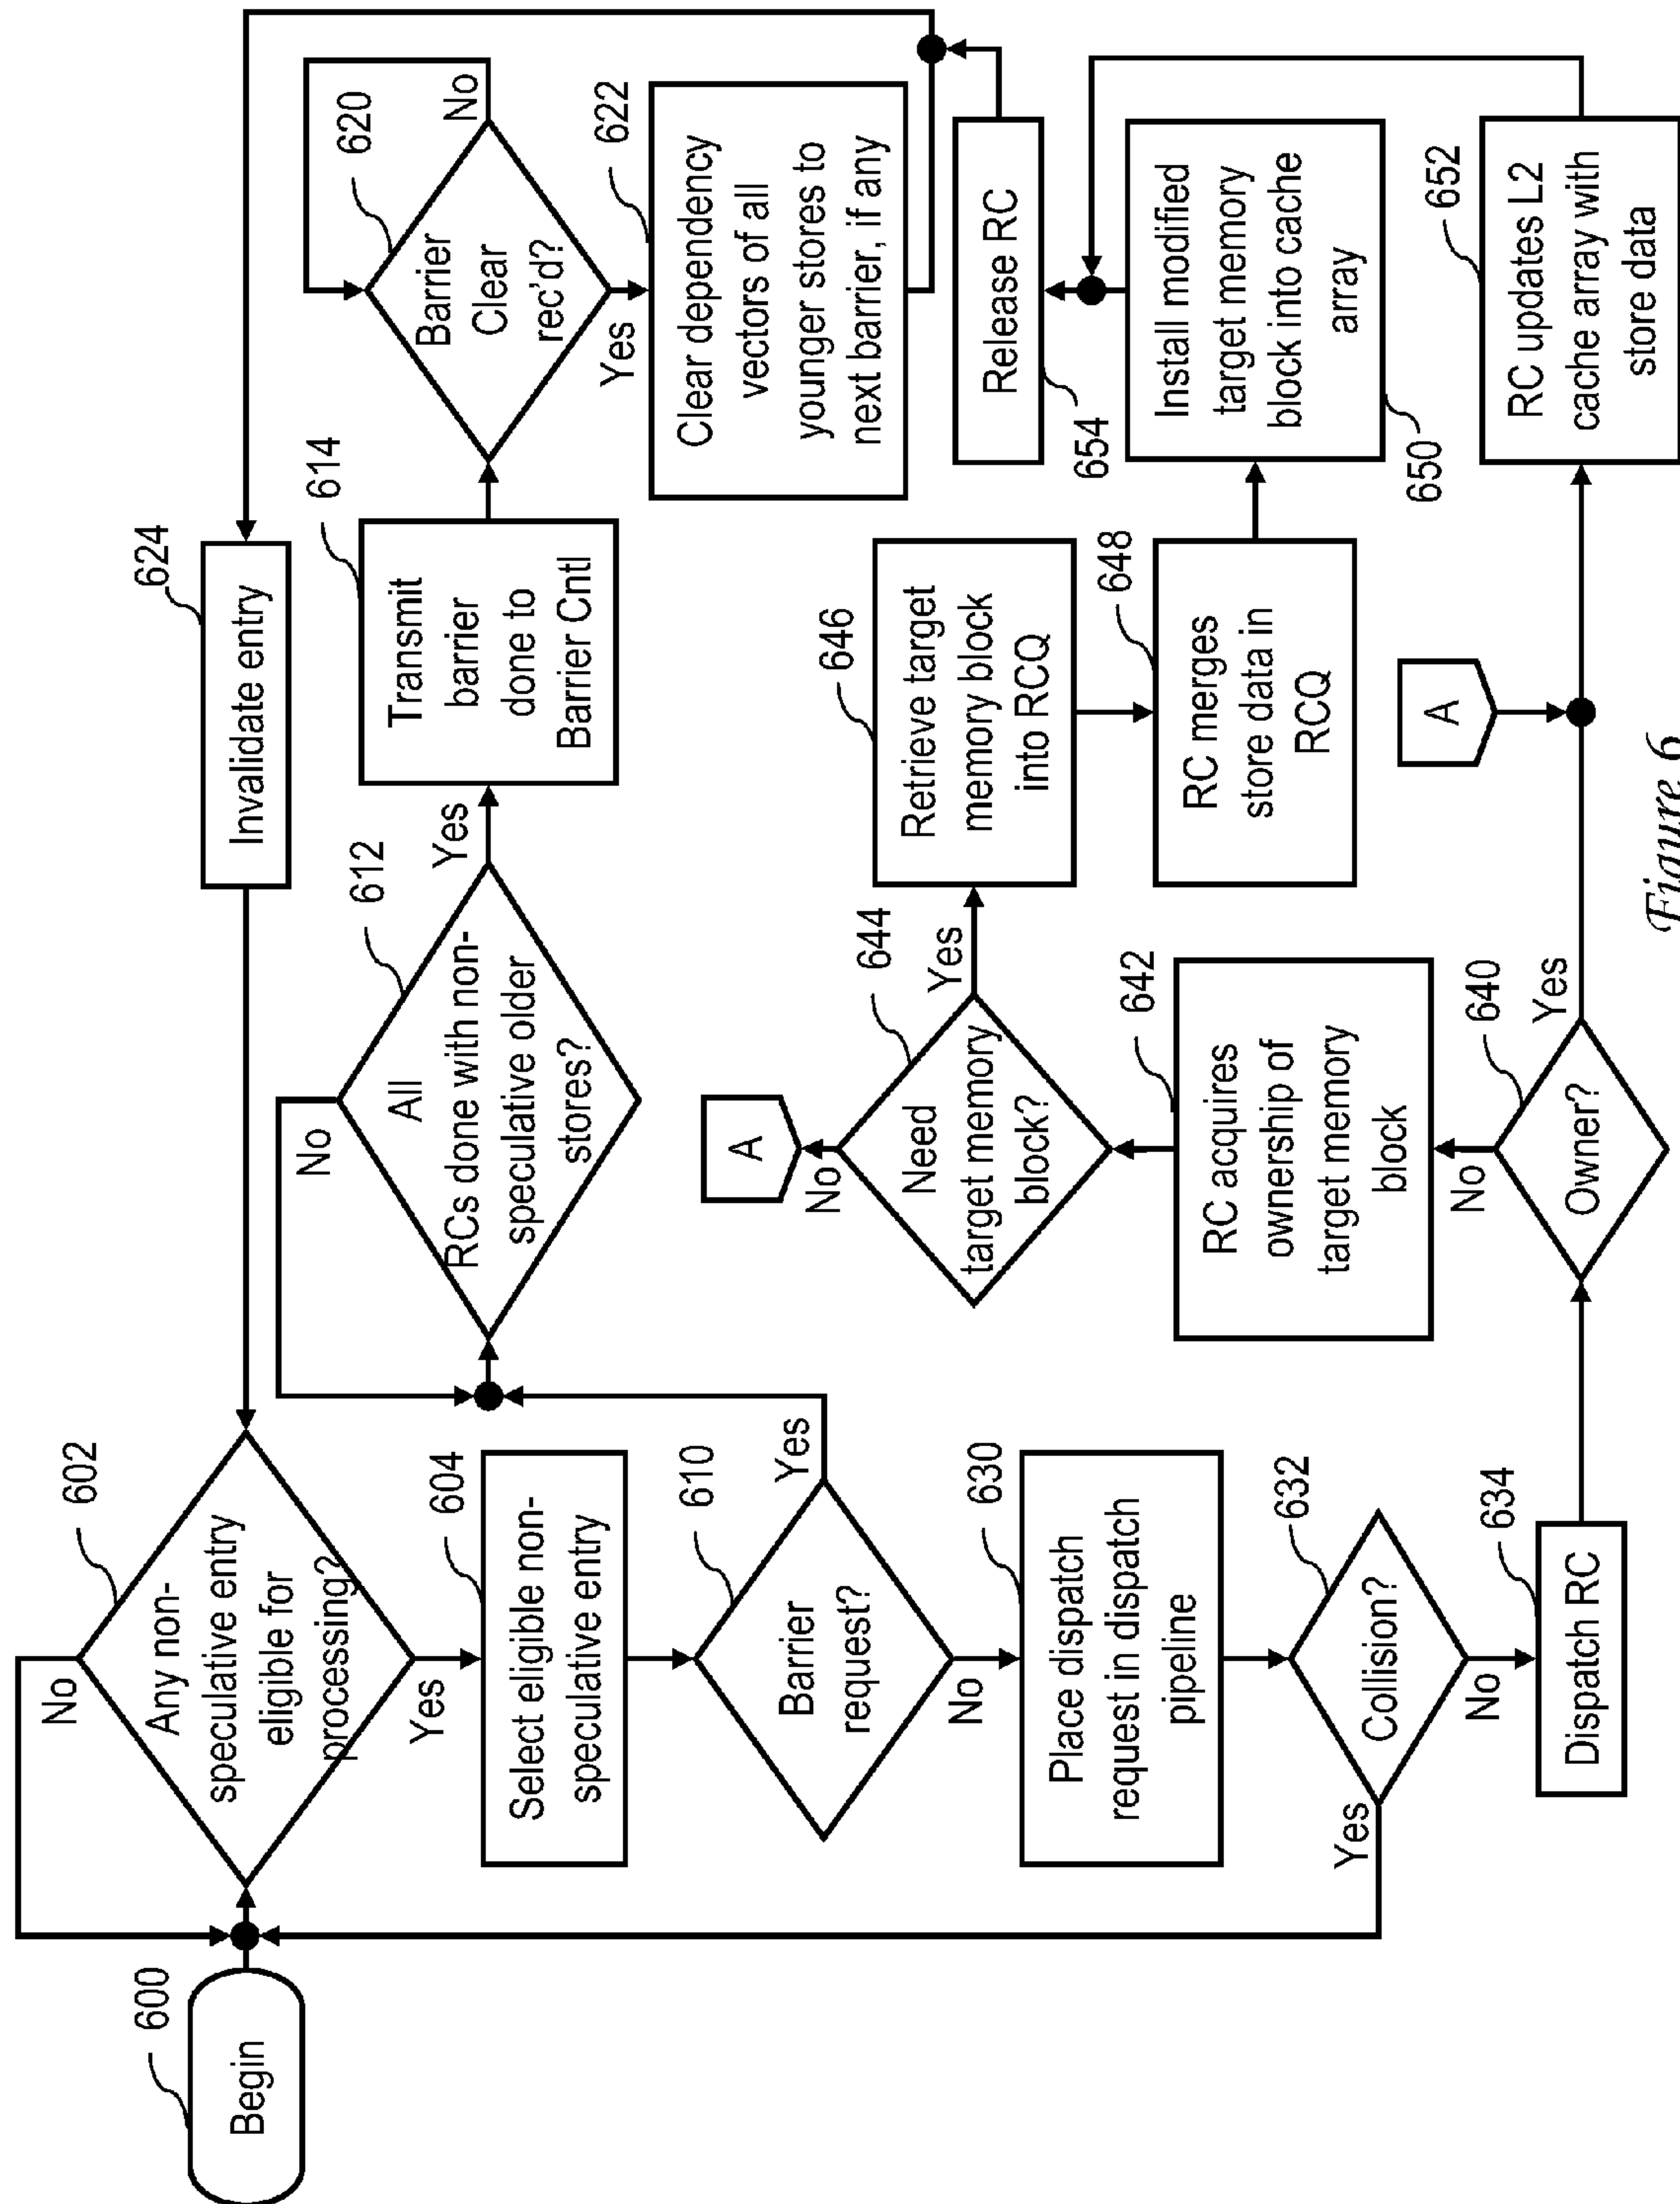 600
Begin
602
Any non-
speculative entry
eligible for
processing?
No
Yes
604
Select eligible non-
speculative entry
610
Barrier
request?
Yes
No
612
All
RCs done with non-
speculative older
stores?
No
Yes
614
Transmit
barrier
done to
Barrier Cntl
620
Barrier
Clear
rec'd?
No
Yes
622
Clear dependency
vectors of all
younger stores to
next barrier, if any
624
Invalidate entry
630
Place dispatch
request in dispatch
pipeline
632
Collision?
Yes
No
634
Dispatch RC
640
Owner?
No
Yes
642
RC acquires
ownership of
target memory
block
644
Need
target memory
block?
No
A
Yes
646
Retrieve target
memory block
into RCQ
648
RC merges
store data in
RCQ
650
Install modified
target memory
block into cache
array
A
652
RC updates L2
cache array with
store data
654
Release RC
Figure 6